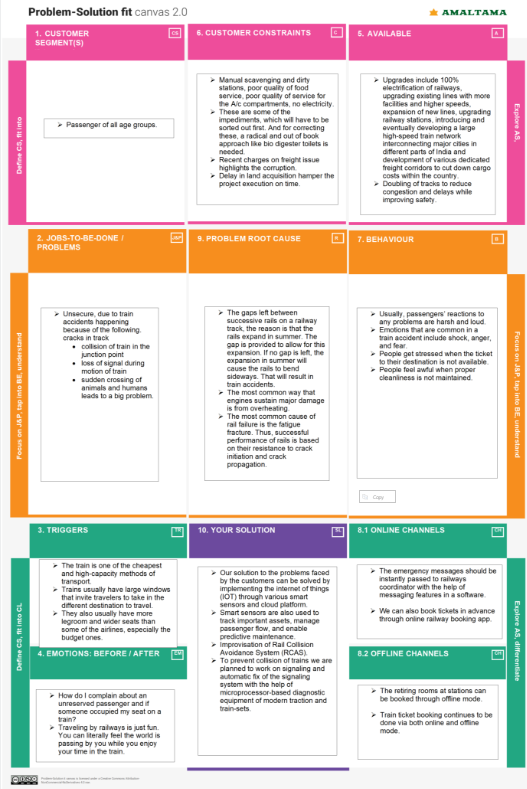 Problem-Solution fit canvas 2.0
AMALTAMA
1. CUSTOMER
SEGMENT(S)
CS
➢ Passenger of all age groups.
Define CS, fit into
6. CUSTOMER CONSTRAINTS
C
➢ Manual scavenging and dirty
stations, poor quality of food
service, poor quality of service for
the A/c compartments, no electricity.
➢ These are some of the
impediments, which will have to be
sorted out first. And for correcting
these, a radical and out of book
approach like bio digester toilets is
needed.
➢ Recent charges on freight issue
highlights the corruption.
➢ Delay in land acquisition hamper the
project execution on time.
5. AVAILABLE
A
➢ Upgrades include 100%
electrification of railways,
upgrading existing lines with more
facilities and higher speeds,
expansion of new lines, upgrading
railway stations, introducing and
eventually developing a large
high-speed train network
interconnecting major cities in
different parts of India and
development of various dedicated
freight corridors to cut down cargo
costs within the country.
➢ Doubling of tracks to reduce
congestion and delays while
improving safety.
Explore AS,
2. JOBS-TO-BE-DONE /
PROBLEMS
J&P
➢ Unsecure, due to train
accidents happening
because of the following.
cracks in track
• collision of train in the
junction point
• loss of signal during
motion of train
• sudden crossing of
animals and humans
leads to a big problem.
Focus on J&P, tap into BE, understand
9. PROBLEM ROOT CAUSE
➢ The gaps left between
successive rails on a railway
track, the reason is that the
rails expand in summer. The
gap is provided to allow for this
expansion. If no gap is left, the
expansion in summer will
cause the rails to bend
sideways. That will result in
train accidents.
➢ The most common way that
engines sustain major damage
is from overheating.
➢ The most common cause of
rail failure is the fatigue
fracture. Thus, successful
performance of rails is based
on their resistance to crack
initiation and crack
propagation.
7. BEHAVIOUR
➢ Usually, passengers' reactions to
any problems are harsh and loud.
➢ Emotions that are common in a
train accident include shock, anger,
and fear.
➢ People get stressed when the ticket
to their destination is not available.
➢ People feel awful when proper
cleanliness is not maintained.
Copy
Focus on J&P, tap into BE, understand
3. TRIGGERS
TR
➢ The train is one of the cheapest
and high-capacity methods of
transport.
➢ Trains usually have large windows
that invite travelers to take in the
different destination to travel.
➢ They also usually have more
legroom and wider seats than
some of the airlines, especially the
budget ones.
4. EMOTIONS: BEFORE / AFTER
EM
➢ How do I complain about an
unreserved passenger and if
someone occupied my seat on a
train?
➢ Traveling by railways is just fun.
You can literally feel the world is
passing by you while you enjoy
your time in the train.
Define CS, fit into CL
10. YOUR SOLUTION
SL
➢ Our solution to the problems faced
by the customers can be solved by
implementing the internet of things
(IOT) through various smart
sensors and cloud platform.
➢ Smart sensors are also used to
track important assets, manage
passenger flow, and enable
predictive maintenance.
➢ Improvisation of Rail Collision
Avoidance System (RCAS).
➢ To prevent collision of trains we are
planned to work on signaling and
automatic fix of the signaling
system with the help of
microprocessor-based diagnostic
equipment of modern traction and
train-sets.
8.1 ONLINE CHANNELS
CH
➢ The emergency messages should be
instantly passed to railways
coordinator with the help of
messaging features in a software.
➢ We can also book tickets in advance
through online railway booking app.
8.2 OFFLINE CHANNELS
CH
➢ The retiring rooms at stations can
be booked through offline mode.
➢ Train ticket booking continues to be
done via both online and offline
mode.
Explore AS, differentiate